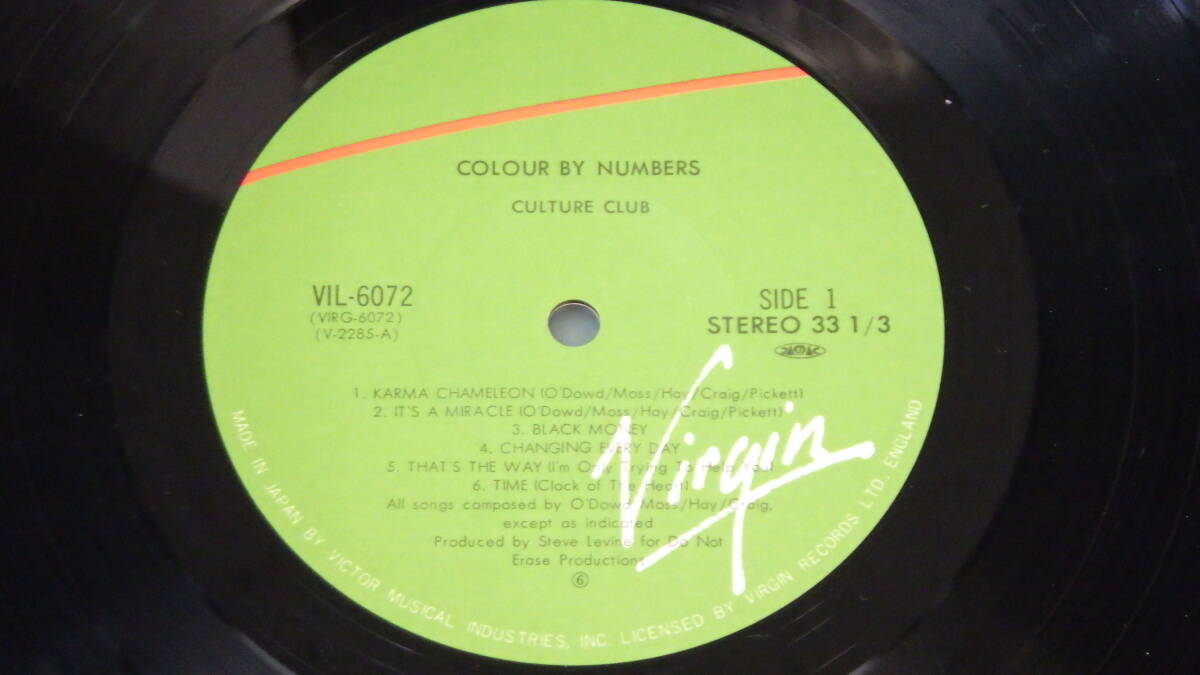 COLOUR BY NUMBERS
CULTURE CLUB
VIL-6072
(VIRG-6072)
(V-2285-A)
SIDE 1
STEREO 33 1/3
1. KARMA CHAMELEON (O'Dowd/Moss/Hay/Craig/Pickett)
2. IT'S A MIRACLE (O'Dowd/Moss/Hay/Craig/Pickett)
3. BLACK MONEY
4. CHANGING EVERY DAY
5. THAT'S THE WAY (I'm Only Trying To Help You)
6. TIME (Clock of The Heart)
All songs composed by O'Dowd/Moss/Hay/Craig,
except as indicated
Produced by Steve Levine for Do Not
Erase Productions
⑥
Virgin
MADE IN JAPAN BY VICTOR MUSICAL INDUSTRIES, INC. LICENSED BY VIRGIN RECORDS LTD. ENGLAND